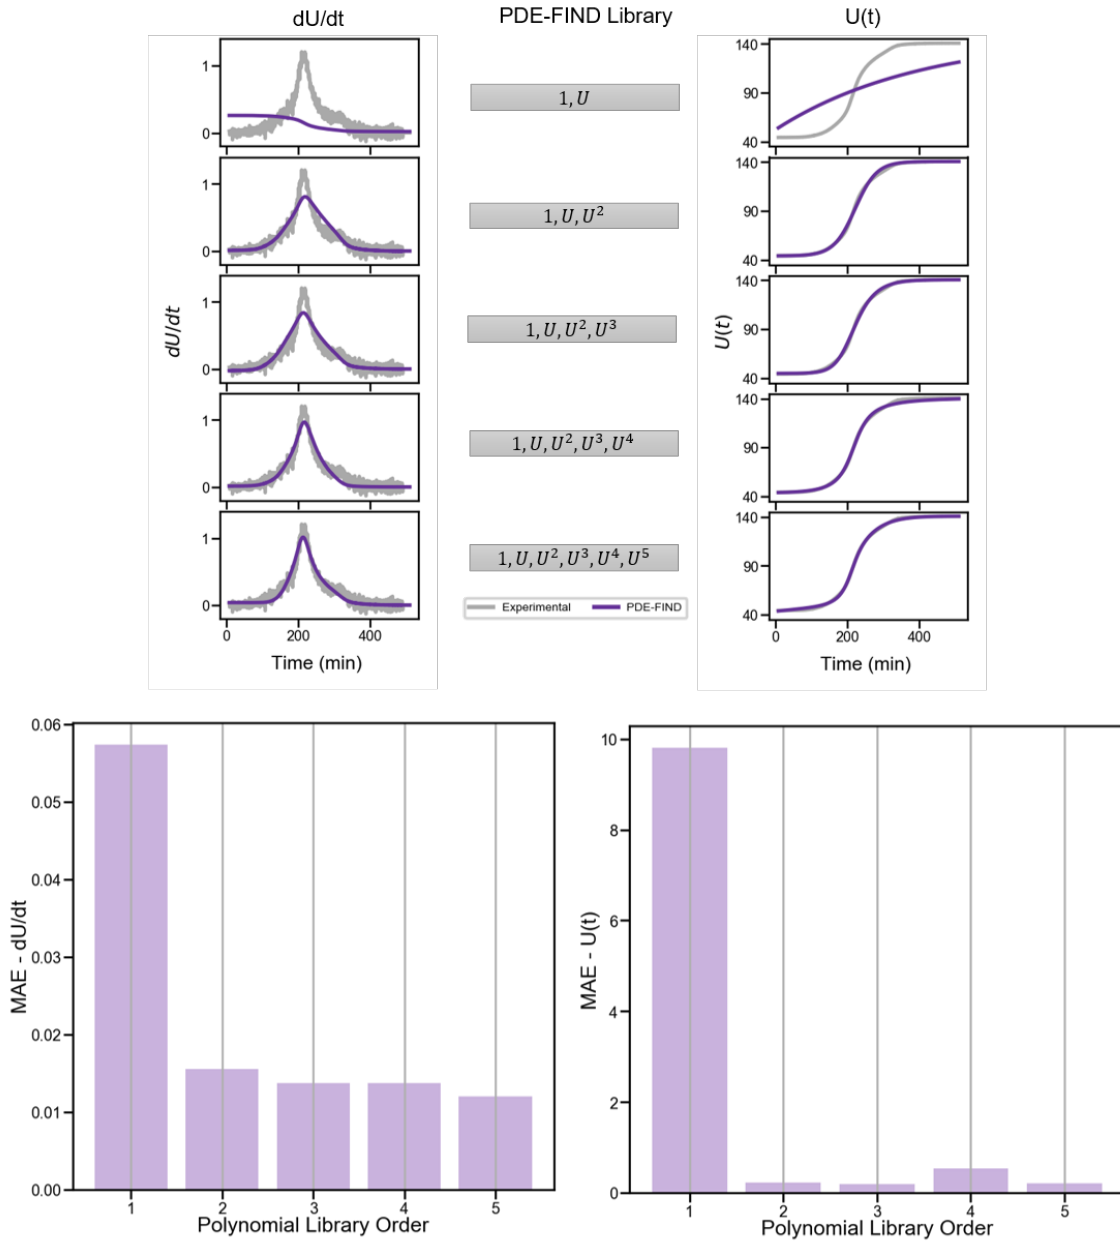 dU/dt PDE-FIND Library U(t)
1
0
1, U
140
90
40
1
0
1, U, U²
140
90
40
dU/dt
1
0
1, U, U², U³
U(t)
140
90
40
1
0
1, U, U², U³, U⁴
140
90
40
1
0
1, U, U², U³, U⁴, U⁵
140
90
40
Experimental PDE-FIND
0 200 400
0 200 400
Time (min)
Time (min)
MAE - dU/dt
0.06
0.05
0.04
0.03
0.02
0.01
0.00
1 2 3 4 5
Polynomial Library Order
MAE - U(t)
10
8
6
4
2
0
1 2 3 4 5
Polynomial Library Order